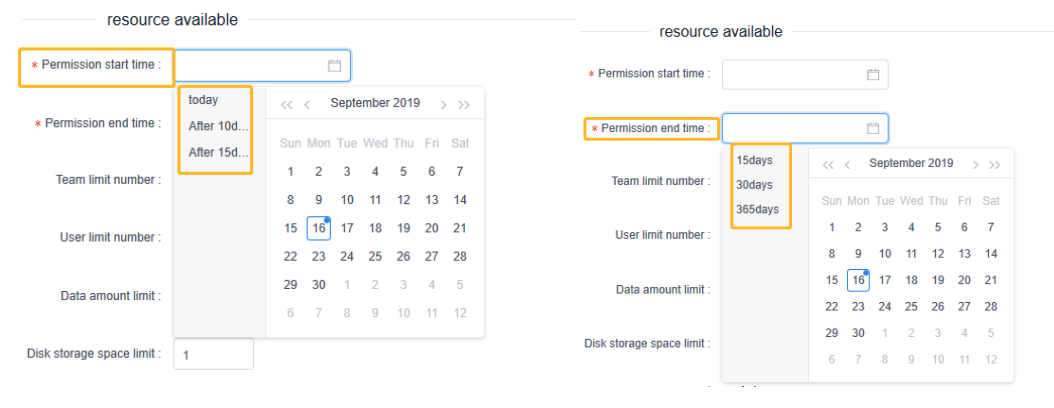 resource available
* Permission start time :
today
After 10d...
After 15d...
<< < September 2019 > >>
Sun Mon Tue Wed Thu Fri Sat
1 2 3 4 5 6 7
8 9 10 11 12 13 14
15 16 17 18 19 20 21
22 23 24 25 26 27 28
29 30 1 2 3 4 5
6 7 8 9 10 11 12
* Permission end time :
Team limit number :
User limit number :
Data amount limit :
Disk storage space limit : 1
resource available
* Permission start time :
* Permission end time :
15days
30days
365days
<< < September 2019 > >>
Sun Mon Tue Wed Thu Fri Sat
1 2 3 4 5 6 7
8 9 10 11 12 13 14
15 16 17 18 19 20 21
22 23 24 25 26 27 28
29 30 1 2 3 4 5
6 7 8 9 10 11 12
Team limit number :
User limit number :
Data amount limit :
Disk storage space limit :